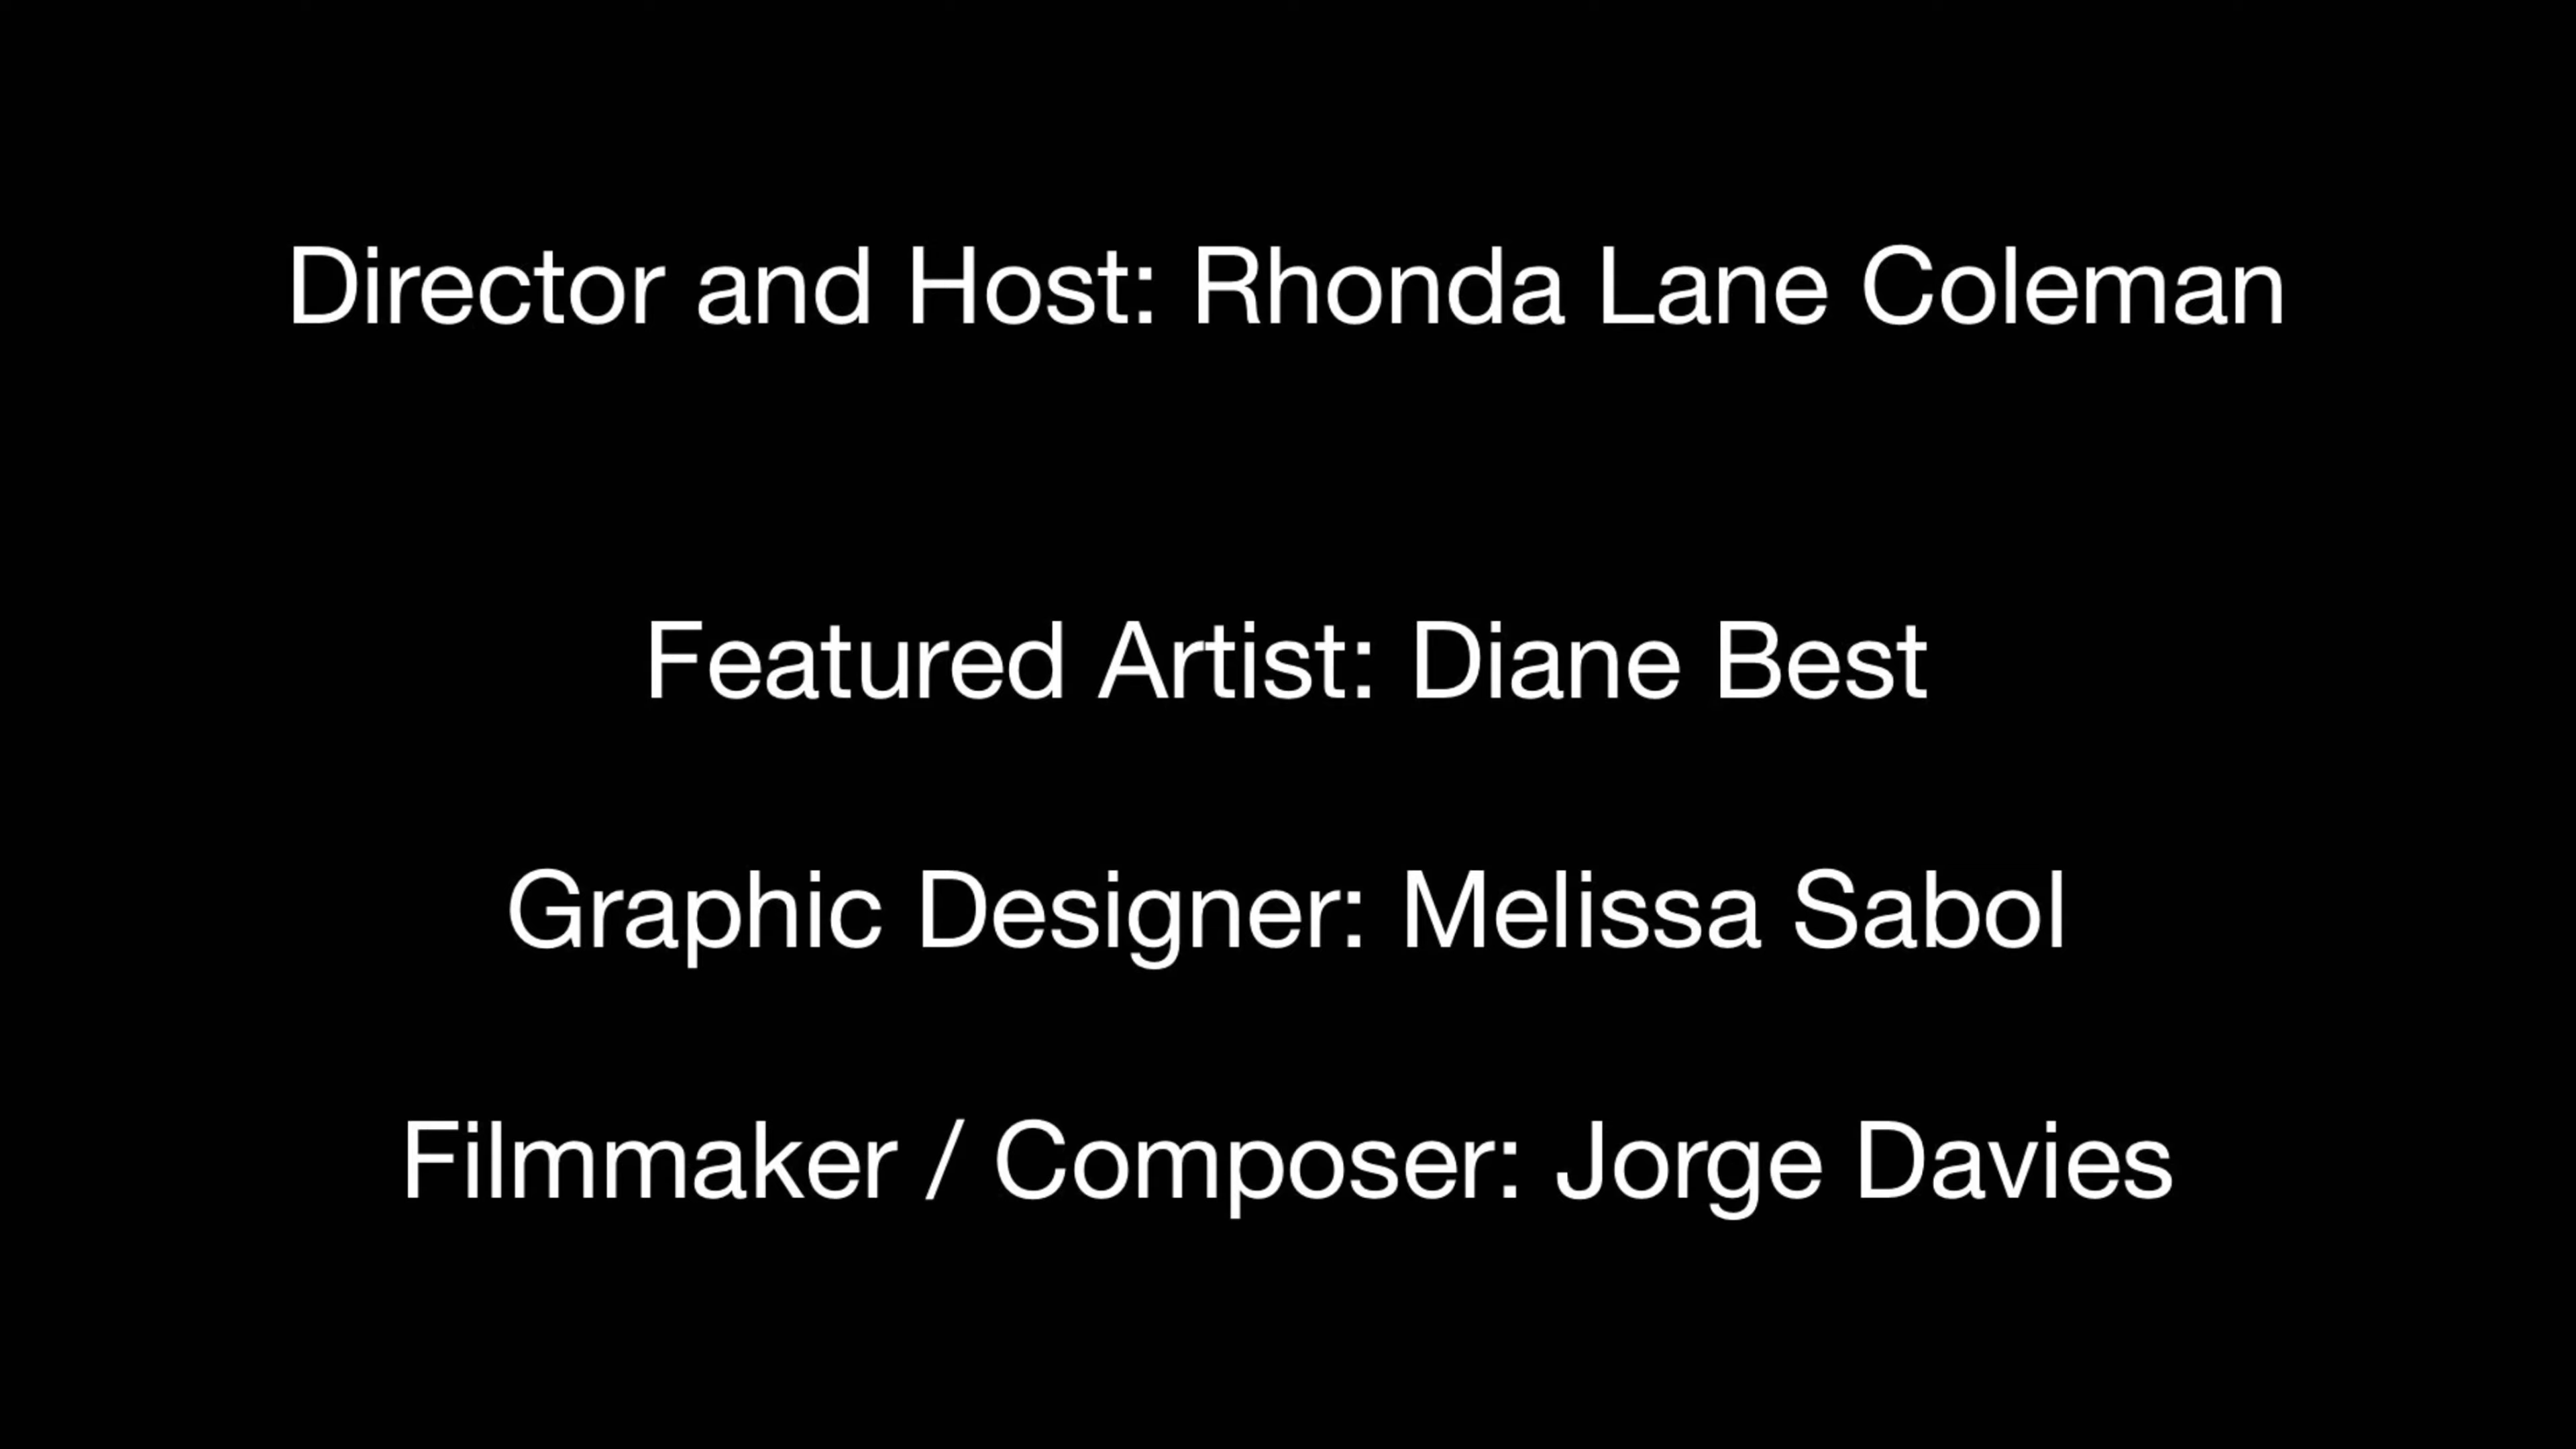 Director and Host: Rhonda Lane Coleman
Featured Artist: Diane Best
Graphic Designer: Melissa Sabol
Filmmaker / Composer: Jorge Davies